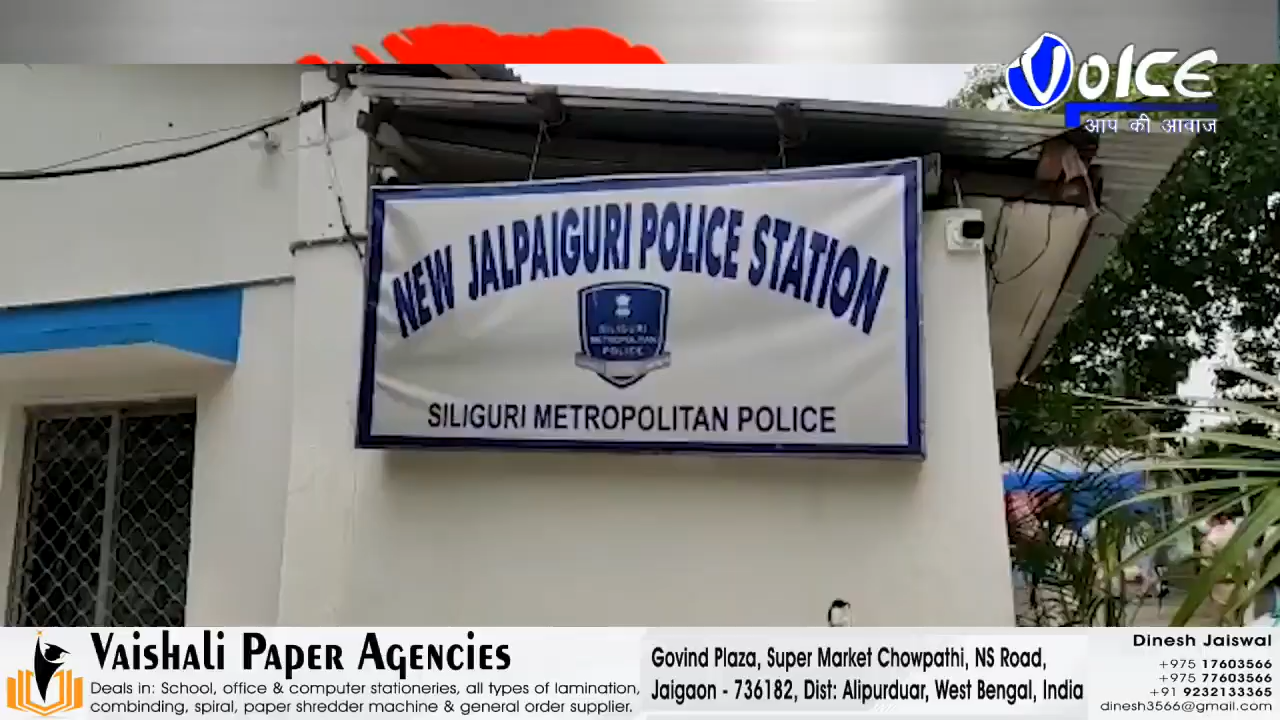 VOICE
आप की आवाज
NEW JALPAIGURI POLICE STATION
SILIGURI
METROPOLITAN
POLICE
SILIGURI METROPOLITAN POLICE
Vaishali Paper Agencies
Deals in: School, office & computer stationeries, all types of lamination,
combinding, spiral, paper shredder machine & general order supplier.
Govind Plaza, Super Market Chowpathi, NS Road,
Jaigaon - 736182, Dist: Alipurduar, West Bengal, India
Dinesh Jaiswal
+975 17603566
+975 77603566
+91 9232133365
dinesh3566@gmail.com